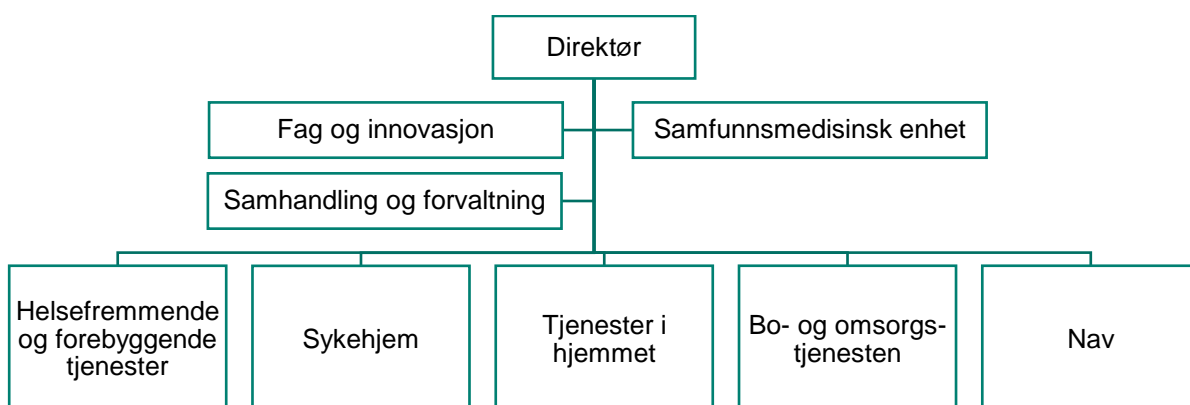 Direktør
Fag og innovasjon
Samfunnsmedisinsk enhet
Samhandling og forvaltning
Helsefremmende
og forebyggende
tjenester
Sykehjem
Tjenester i
hjemmet
Bo- og omsorgs-
tjenesten
Nav